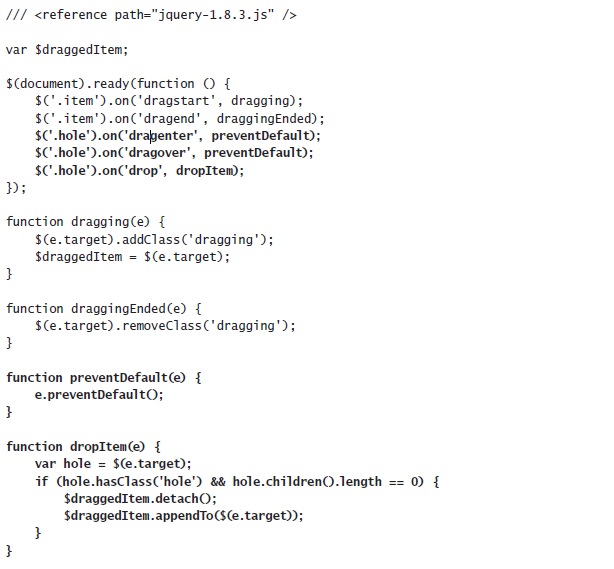 /// <reference path="jquery-1.8.3.js" />

var $draggedItem;

$(document).ready(function () {
    $('.item').on('dragstart', dragging);
    $('.item').on('dragend', draggingEnded);
    $('.hole').on('dragenter', preventDefault);
    $('.hole').on('dragover', preventDefault);
    $('.hole').on('drop', dropItem);
});

function dragging(e) {
    $(e.target).addClass('dragging');
    $draggedItem = $(e.target);
}

function draggingEnded(e) {
    $(e.target).removeClass('dragging');
}

function preventDefault(e) {
    e.preventDefault();
}

function dropItem(e) {
    var hole = $(e.target);
    if (hole.hasClass('hole') && hole.children().length == 0) {
        $draggedItem.detach();
        $draggedItem.appendTo($(e.target));
    }
}